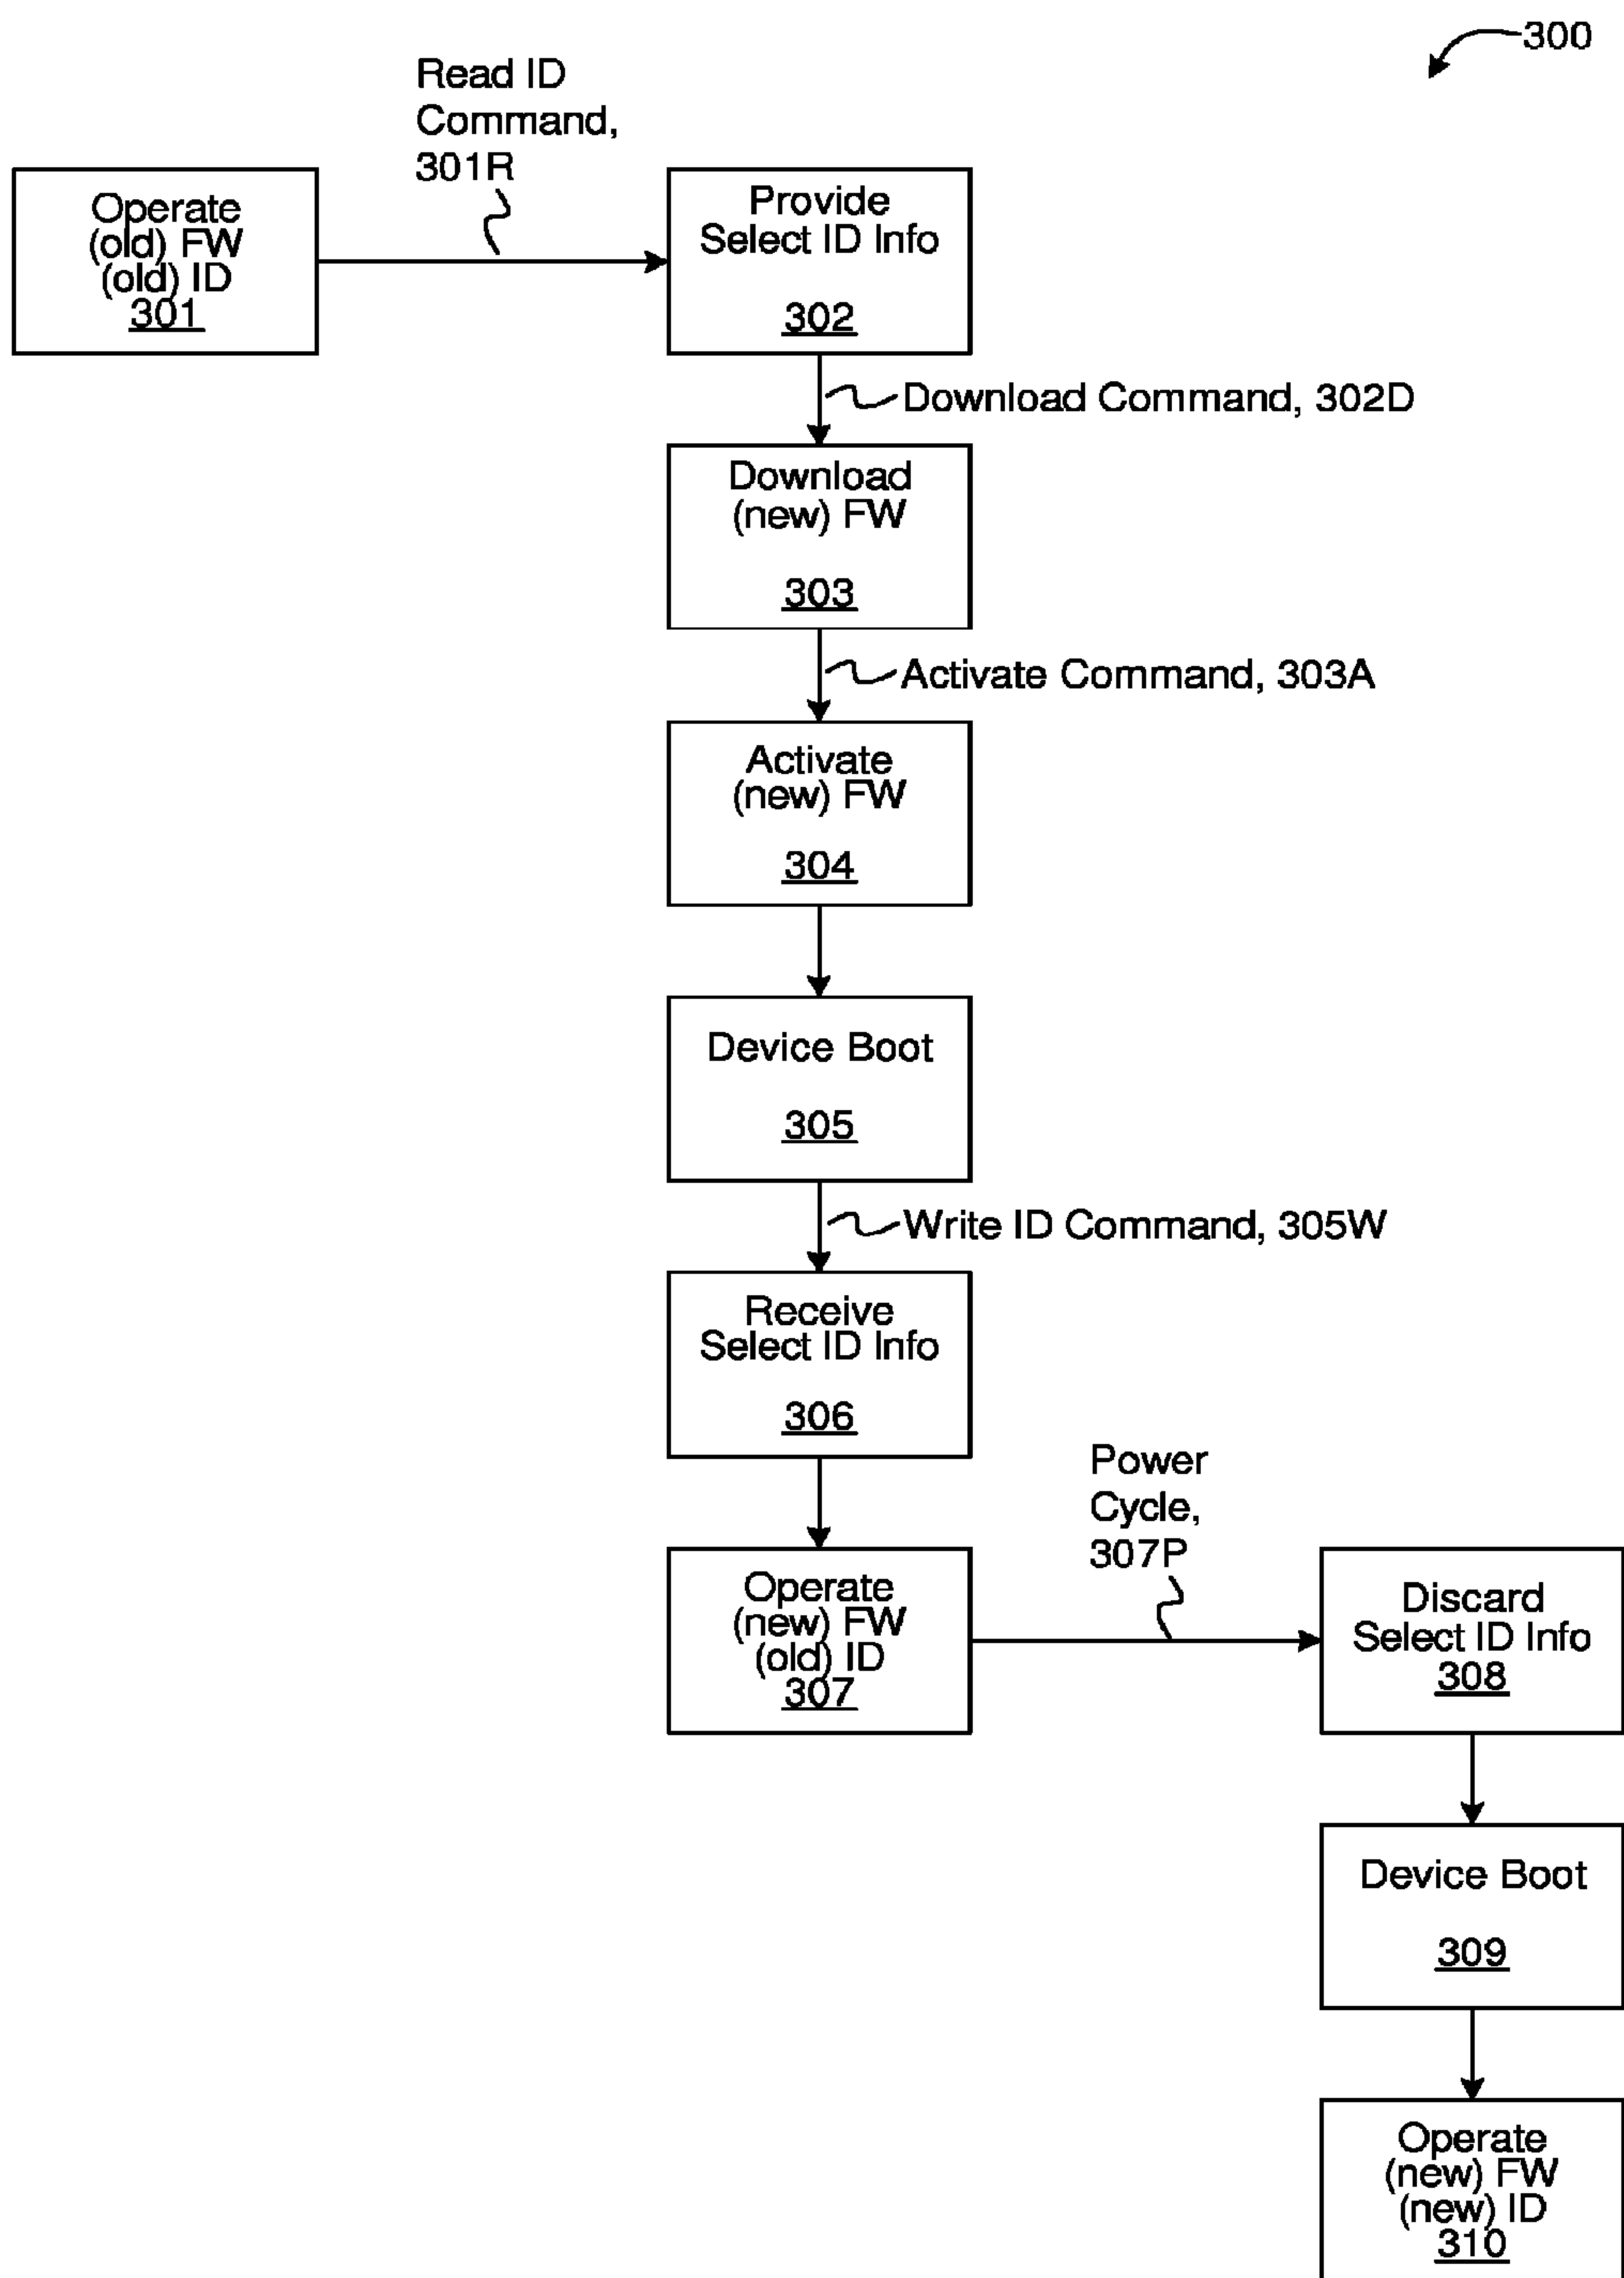 300
Read ID
Command,
301R
Operate
(old) FW
(old) ID
301
Provide
Select ID Info
302
Download Command, 302D
Download
(new) FW
303
Activate Command, 303A
Activate
(new) FW
304
Device Boot
305
Write ID Command, 305W
Receive
Select ID Info
306
Power
Cycle,
307P
Operate
(new) FW
(old) ID
307
Discard
Select ID Info
308
Device Boot
309
Operate
(new) FW
(new) ID
310